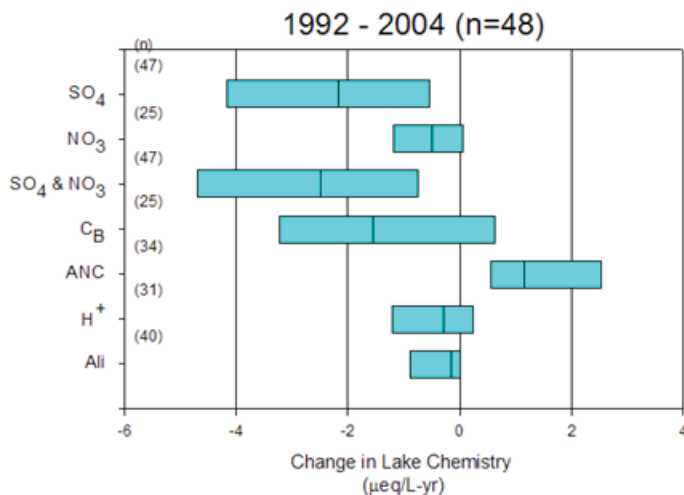 1992 - 2004 (n=48)
(n)
(47)
SO4
(25)
NO3
(47)
SO4 & NO3
(25)
CB
(34)
ANC
(31)
H+
(40)
Ali
-6 -4 -2 0 2 4
Change in Lake Chemistry
(µeq/L-yr)